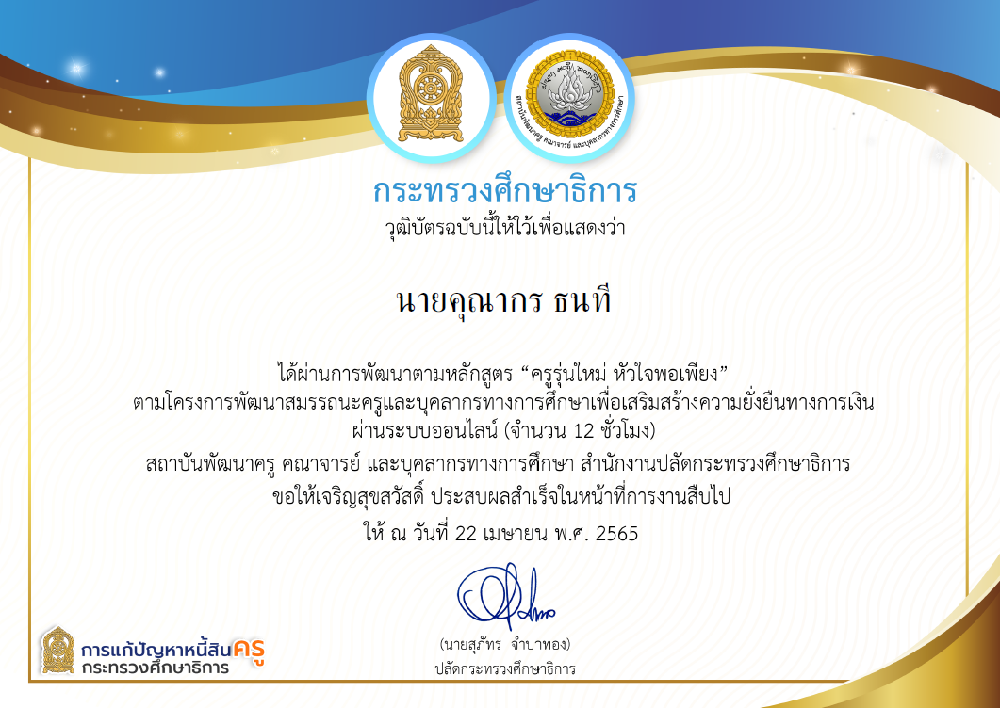 สถาบันพัฒนาครู คณาจารย์ และบุคลากรทางการศึกษา
กระทรวงศึกษาธิการ
วุฒิบัตรฉบับนี้ให้ไว้เพื่อแสดงว่า
นายคุณากร ธนที
ได้ผ่านการพัฒนาตามหลักสูตร “ครูรุ่นใหม่ หัวใจพอเพียง”
ตามโครงการพัฒนาสมรรถนะครูและบุคลากรทางการศึกษาเพื่อเสริมสร้างความยั่งยืนทางการเงิน
ผ่านระบบออนไลน์ (จำนวน 12 ชั่วโมง)
สถาบันพัฒนาครู คณาจารย์ และบุคลากรทางการศึกษา สำนักงานปลัดกระทรวงศึกษาธิการ
ขอให้เจริญสุขสวัสดิ์ ประสบผลสำเร็จในหน้าที่การงานสืบไป
ให้ ณ วันที่ 22 เมษายน พ.ศ. 2565
(นายสุภัทร จำปาทอง)
ปลัดกระทรวงศึกษาธิการ
การแก้ปัญหาหนี้สินครู
กระทรวงศึกษาธิการ